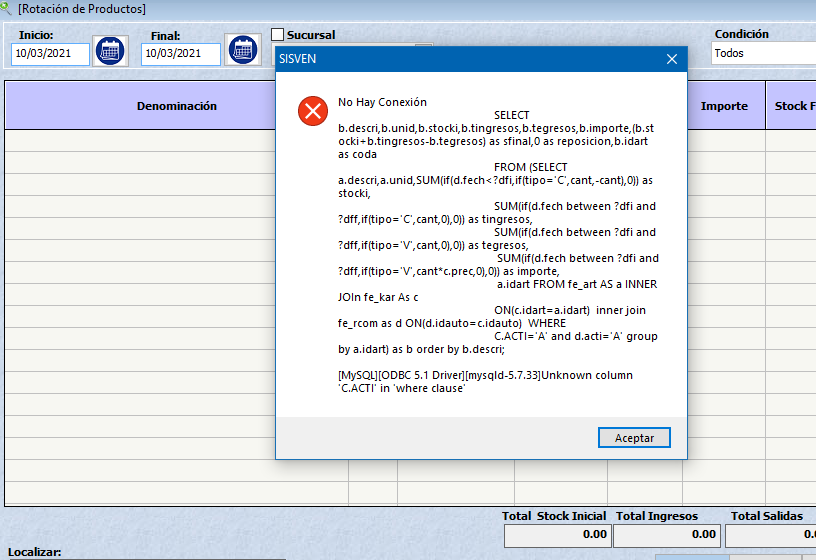 [Rotación de Productos]
Inicio:
Final:
Sucursal
Condición
10/03/2021
10/03/2021
Todos
SISVEN
Denominación
Importe
Stock F
No Hay Conexión
SELECT
b.descri,b.unid,b.stocki,b.tingresos,b.tegresos,b.importe,(b.st
ocki+b.tingresos-b.tegresos) as sfinal,0 as reposicion,b.idart
as coda
FROM (SELECT
a.descri,a.unid,SUM(if(d.fech<?dfi,if(tipo='C',cant,-cant),0)) as
stocki,
SUM(if(d.fech between ?dfi and
?dff,if(tipo='C',cant,0),0)) as tingresos,
SUM(if(d.fech between ?dfi and
?dff,if(tipo='V',cant,0),0)) as tegresos,
SUM(if(d.fech between ?dfi and
?dff,if(tipo='V',cant*c.prec,0),0)) as importe,
a.idart FROM fe_art AS a INNER
JOIn fe_kar As c
ON(c.idart=a.idart)  inner join
fe_rcom as d ON(d.idauto=c.idauto)  WHERE
C.ACTI='A' and d.acti='A' group
by a.idart) as b order by b.descri;
[MySQL][ODBC 5.1 Driver][mysqld-5.7.33]Unknown column
'C.ACTI' in 'where clause'
Aceptar
Total  Stock Inicial
Total Ingresos
Total Salidas
0.00
0.00
0.0
Localizar: